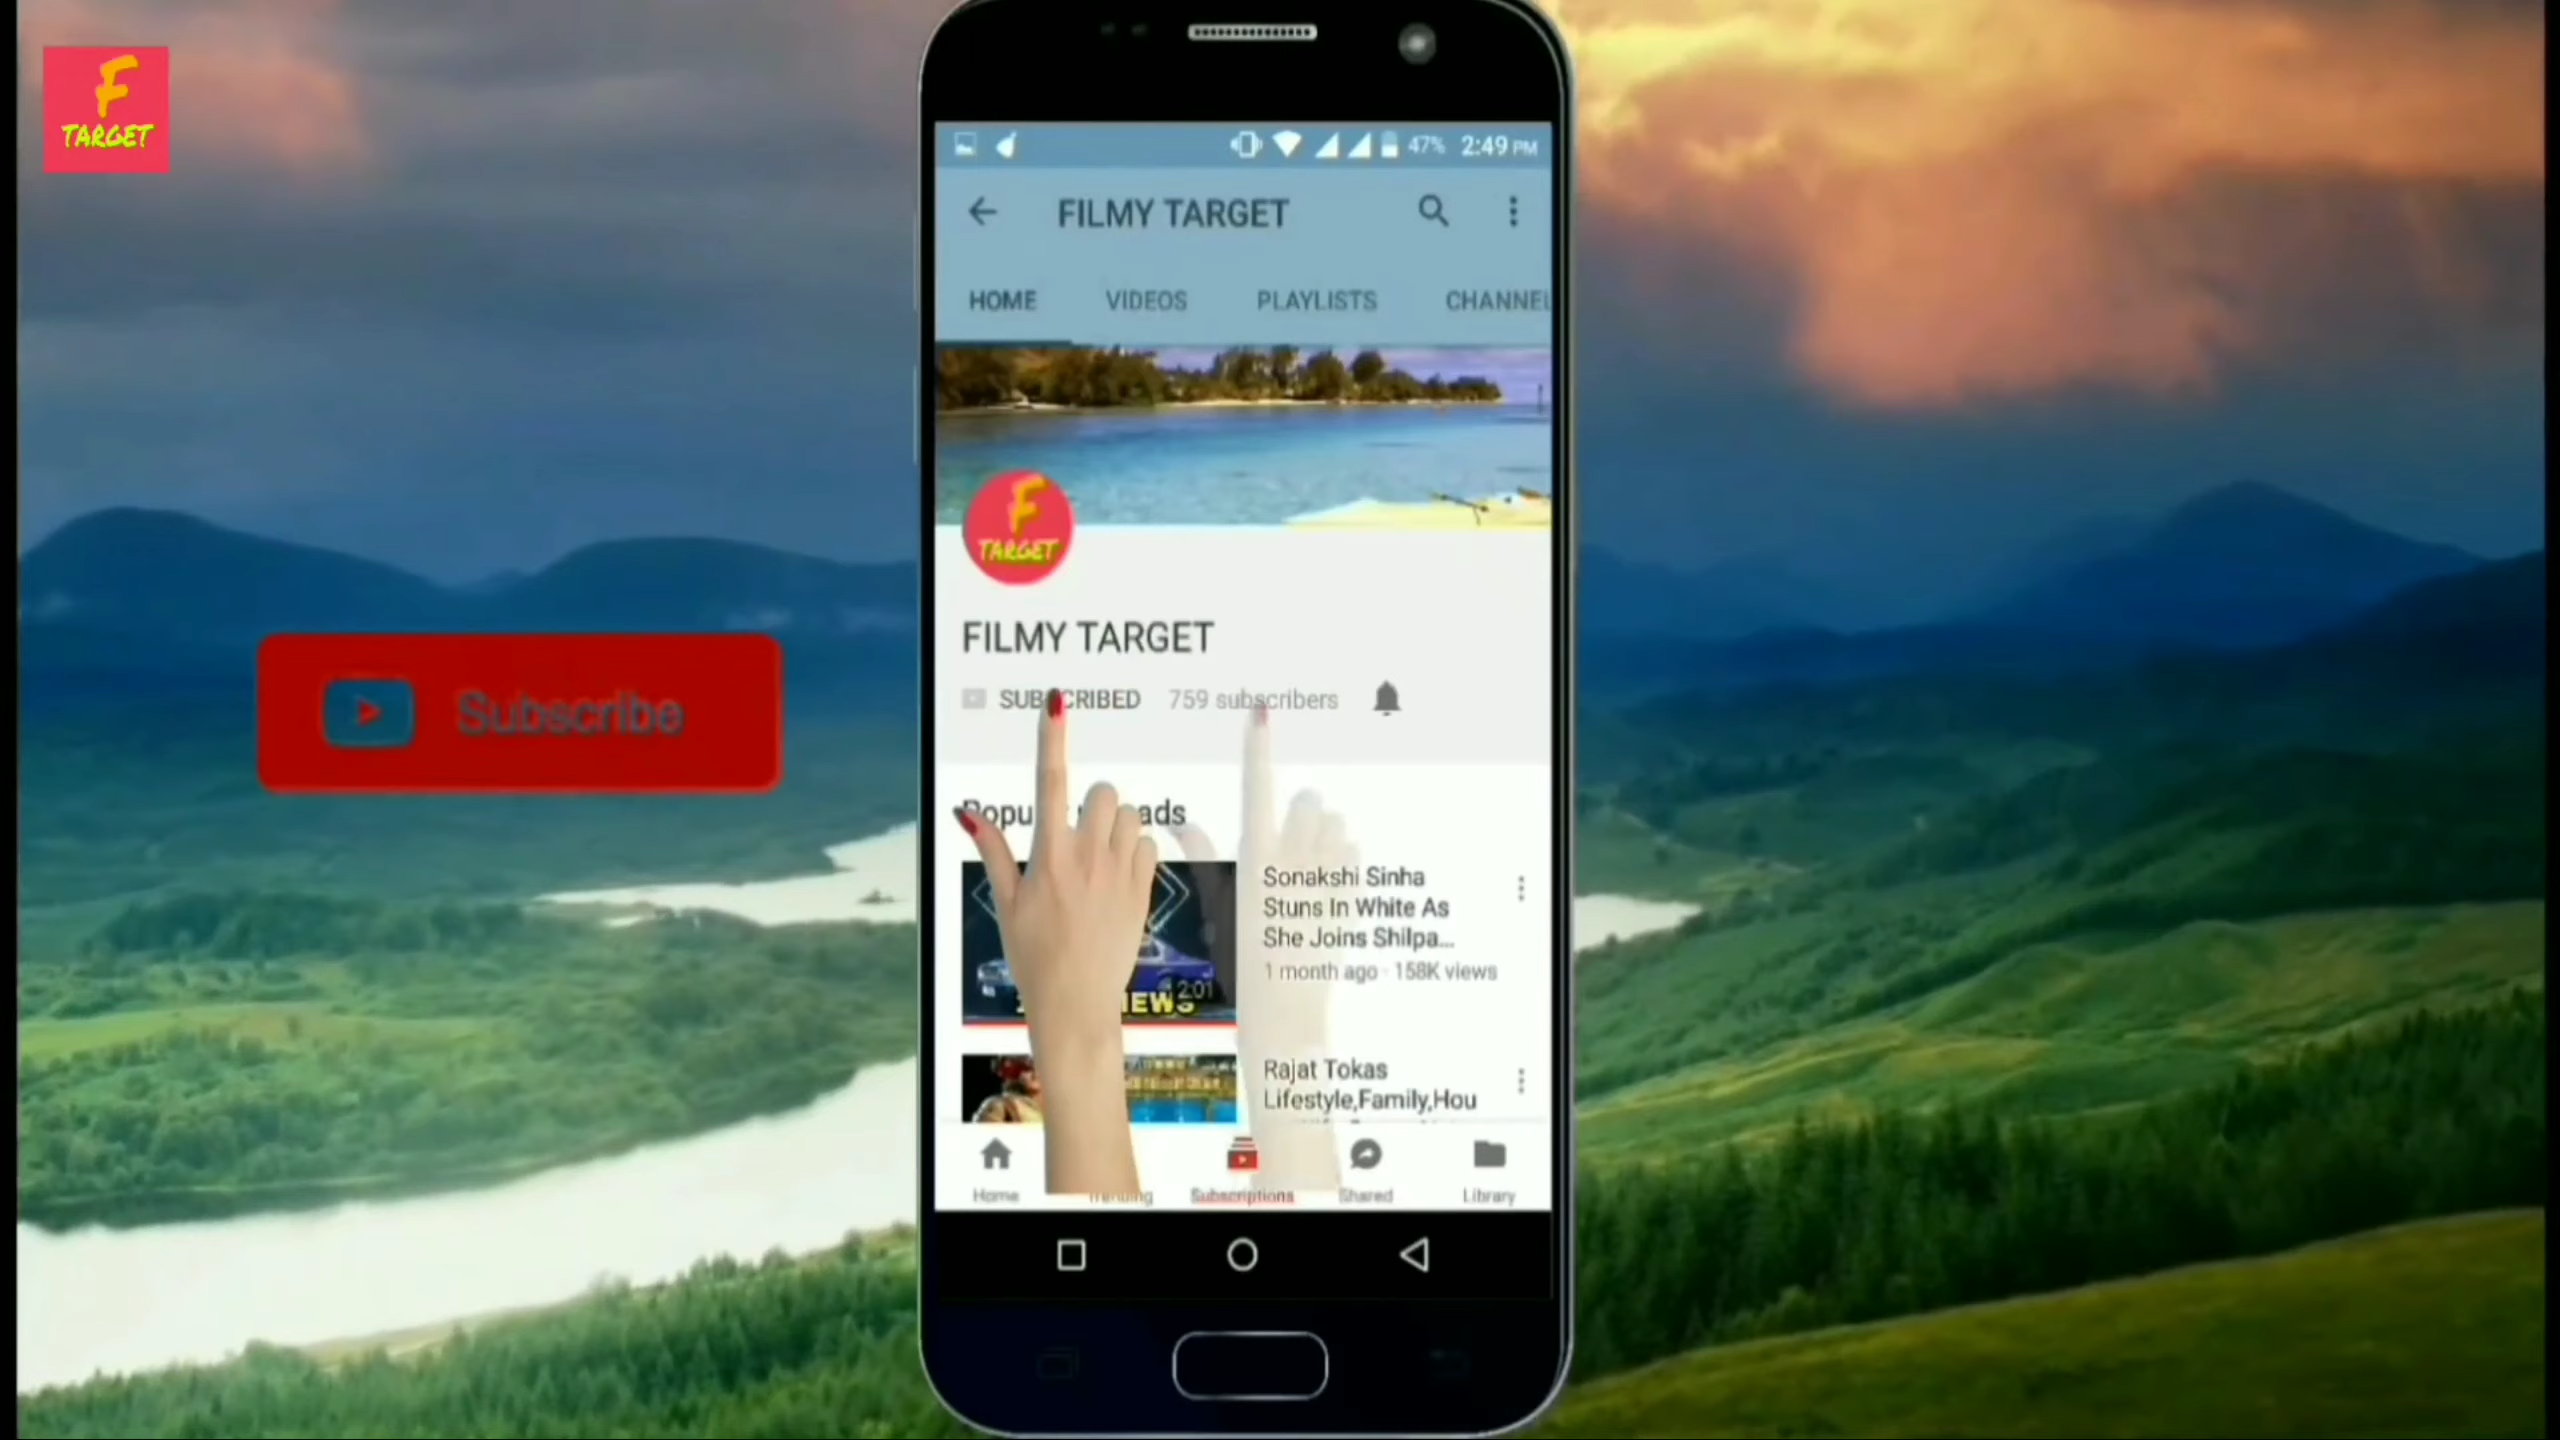 F
TARGET
47% 2:49 PM
FILMY TARGET
HOME VIDEOS PLAYLISTS CHANNEL
F
TARGET
FILMY TARGET
SUBSCRIBED 759 subscribers
Subscribe
Sonakshi Sinha
Stuns In White As
She Joins Shilpa...
1 month ago · 158K views
2:01
Rajat Tokas
Lifestyle,Family,Hou
Home Trending Subscriptions Shared Library